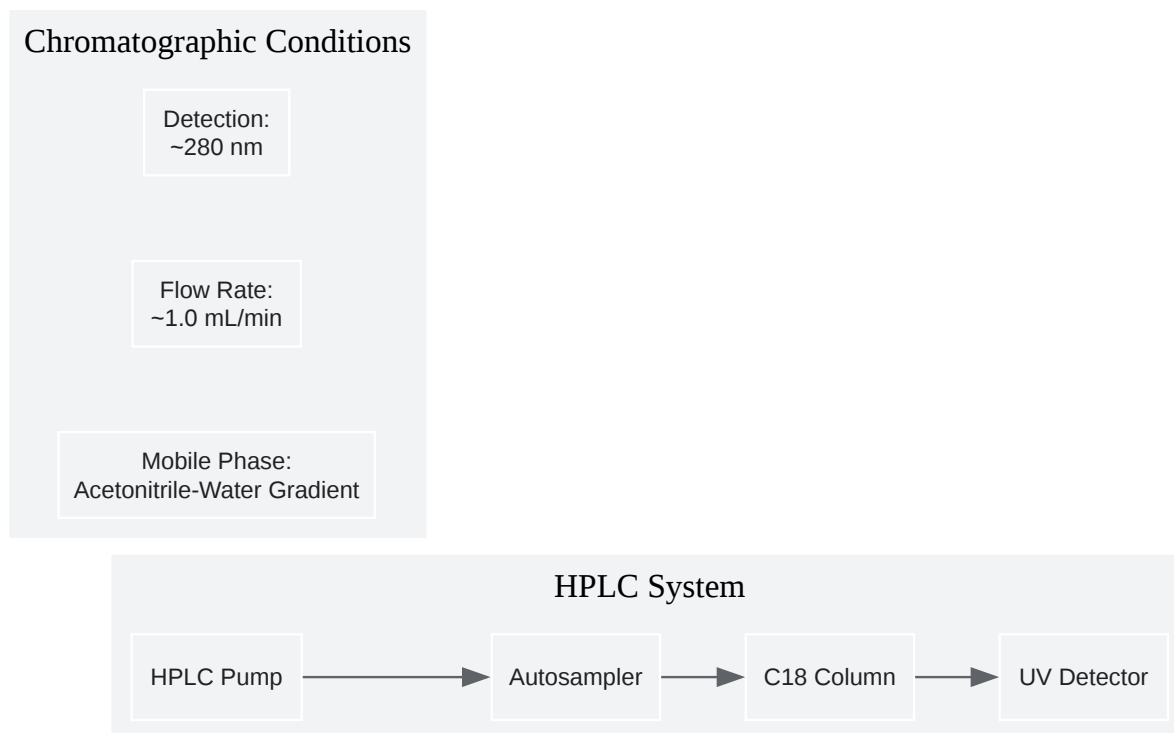 Chromatographic Conditions
Detection:
~280 nm
Flow Rate:
~1.0 mL/min
Mobile Phase:
Acetonitrile-Water Gradient
HPLC System
HPLC Pump
Autosampler
C18 Column
UV Detector